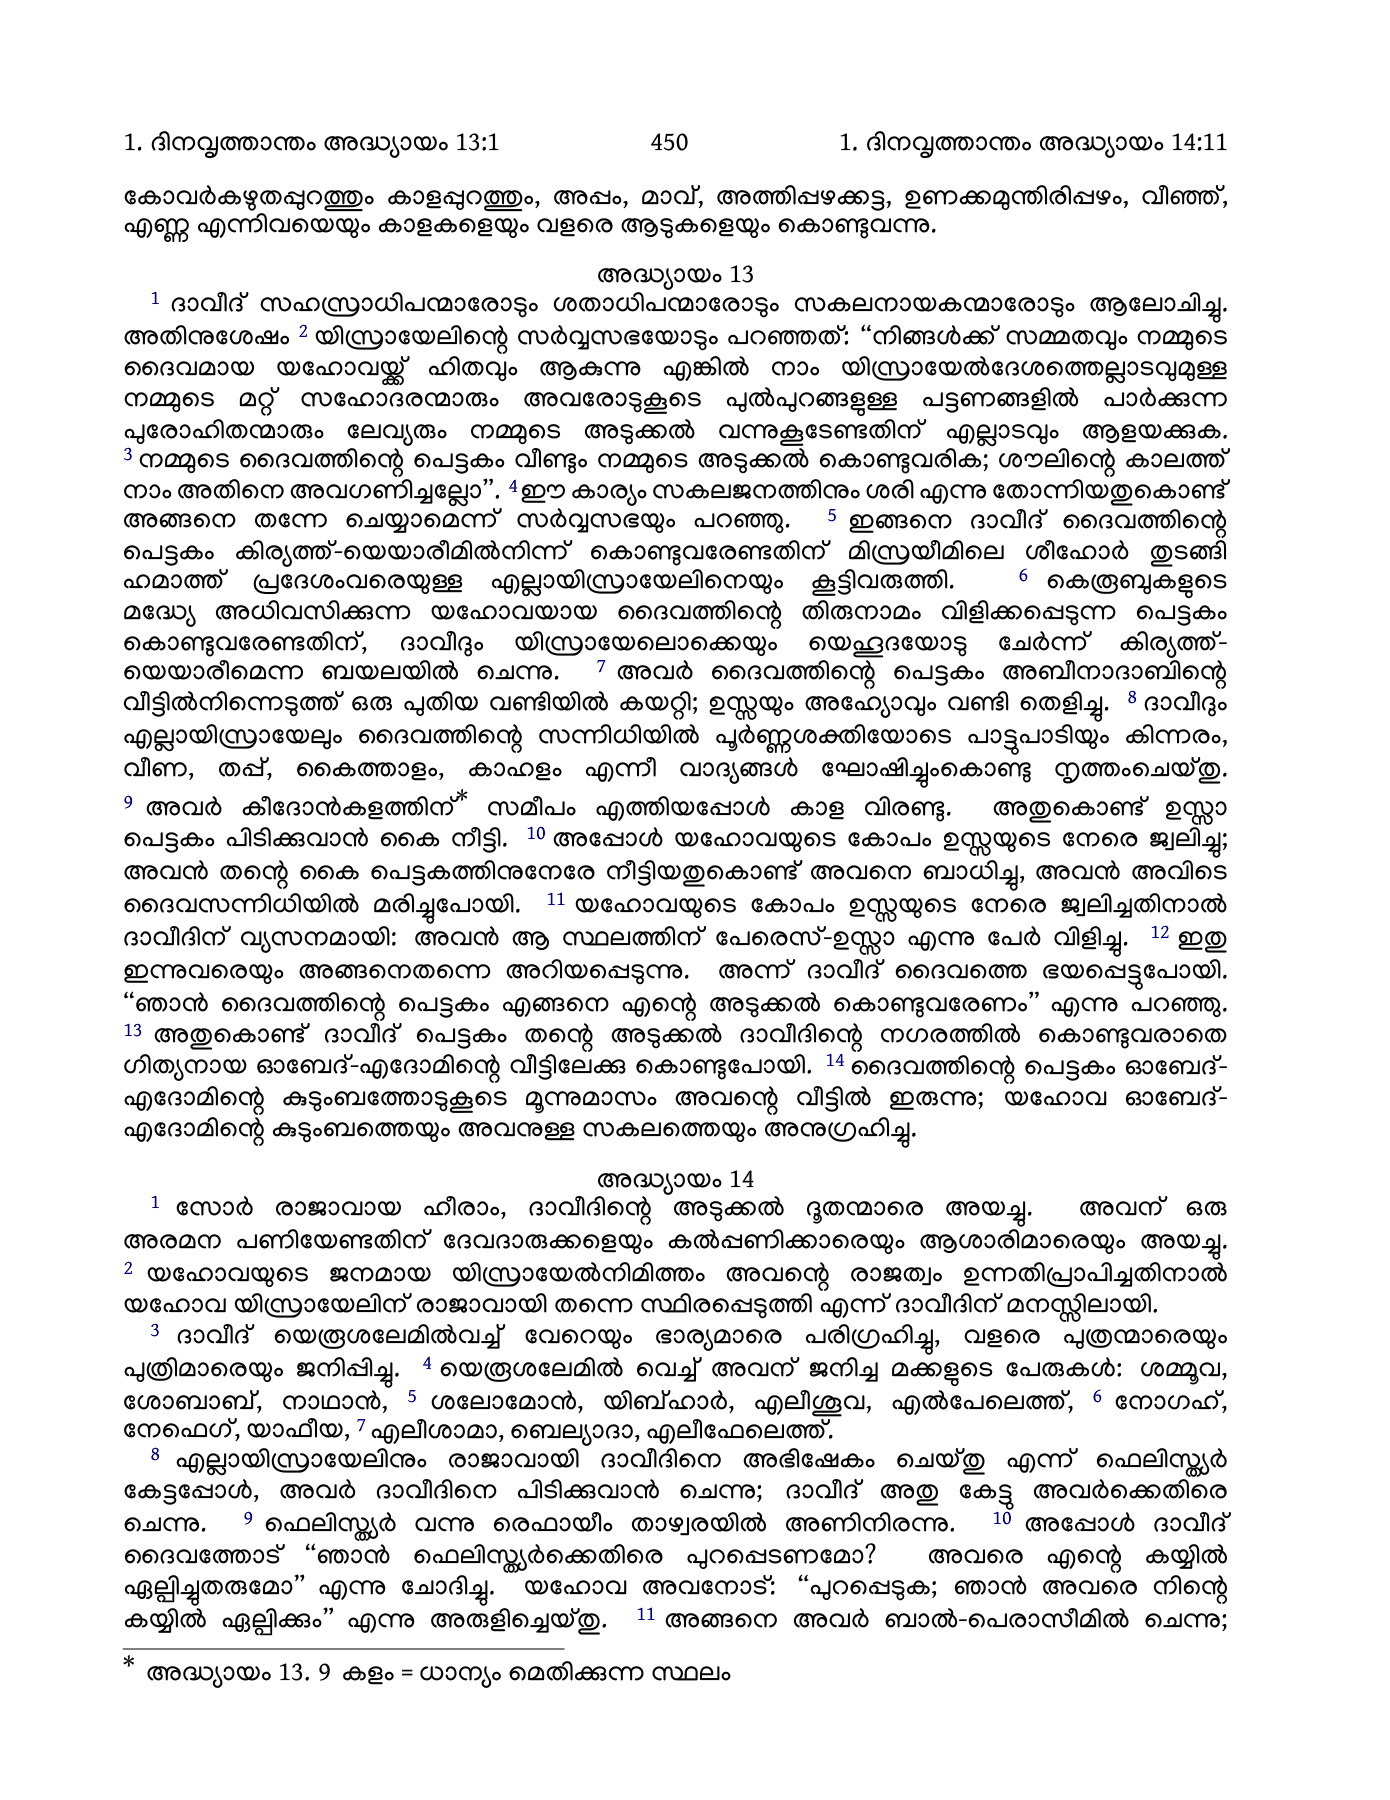 1. ദിനവൃത്താന്തം അദ്ധ്യായം 13:1 450 1. ദിനവൃത്താന്തം അദ്ധ്യായം 14:11
കോവർകഴുതപ്പുറത്തും കാളപ്പുറത്തും, അപ്പം, മാവ്, അത്തിപ്പഴക്കട്ട, ഉണക്കമുന്തിരിപ്പഴം, വീഞ്ഞ്,
എണ്ണ എന്നിവയെയും കാളകളെയും വളരെ ആടുകളെയും കൊണ്ടുവന്നു.
അദ്ധ്യായം 13
1 ദാവീദ് സഹസ്രാധിപന്മാരോടും ശതാധിപന്മാരോടും സകലനായകന്മാരോടും ആലോചിച്ചു.
അതിനുശേഷം 2 യിസ്രായേലിന്റെ സർവ്വസഭയോടും പറഞ്ഞത്: “നിങ്ങൾക്ക് സമ്മതവും നമ്മുടെ
ദൈവമായ യഹോവയ്ക്ക് ഹിതവും ആകുന്നു എങ്കിൽ നാം യിസ്രായേൽദേശത്തെല്ലാടവുമുള്ള
നമ്മുടെ മറ്റ് സഹോദരന്മാരും അവരോടുകൂടെ പുൽപുറങ്ങളുള്ള പട്ടണങ്ങളിൽ പാർക്കുന്ന
പുരോഹിതന്മാരും ലേവ്യരും നമ്മുടെ അടുക്കൽ വന്നുകൂടേണ്ടതിന് എല്ലാടവും ആളയക്കുക.
3 നമ്മുടെ ദൈവത്തിന്റെ പെട്ടകം വീണ്ടും നമ്മുടെ അടുക്കൽ കൊണ്ടുവരിക; ശൗലിന്റെ കാലത്ത്
നാം അതിനെ അവഗണിച്ചല്ലോ”. 4 ഈ കാര്യം സകലജനത്തിനും ശരി എന്നു തോന്നിയതുകൊണ്ട്
അങ്ങനെ തന്നേ ചെയ്യാമെന്ന് സർവ്വസഭയും പറഞ്ഞു. 5 ഇങ്ങനെ ദാവീദ് ദൈവത്തിന്റെ
പെട്ടകം കിര്യത്ത്-യെയാരീമിൽനിന്ന് കൊണ്ടുവരേണ്ടതിന് മിസ്രയീമിലെ ശീഹോർ തുടങ്ങി
ഹമാത്ത് പ്രദേശംവരെയുള്ള എല്ലായിസ്രായേലിനെയും കൂട്ടിവരുത്തി. 6 കെരൂബുകളുടെ
മദ്ധ്യേ അധിവസിക്കുന്ന യഹോവയായ ദൈവത്തിന്റെ തിരുനാമം വിളിക്കപ്പെടുന്ന പെട്ടകം
കൊണ്ടുവരേണ്ടതിന്, ദാവീദും യിസ്രായേലൊക്കെയും യെഹൂദയോടു ചേർന്ന് കിര്യത്ത്-
യെയാരീമെന്ന ബയലയിൽ ചെന്നു. 7 അവർ ദൈവത്തിന്റെ പെട്ടകം അബീനാദാബിന്റെ
വീട്ടിൽനിന്നെടുത്ത് ഒരു പുതിയ വണ്ടിയിൽ കയറ്റി; ഉസ്സയും അഹ്യോവും വണ്ടി തെളിച്ചു. 8 ദാവീദും
എല്ലായിസ്രായേലും ദൈവത്തിന്റെ സന്നിധിയിൽ പൂർണ്ണശക്തിയോടെ പാട്ടുപാടിയും കിന്നരം,
വീണ, തപ്പ്, കൈത്താളം, കാഹളം എന്നീ വാദ്യങ്ങൾ ഘോഷിച്ചുംകൊണ്ടു നൃത്തംചെയ്തു.
9 അവർ കീദോൻകളത്തിന്* സമീപം എത്തിയപ്പോൾ കാള വിരണ്ടു. അതുകൊണ്ട് ഉസ്സാ
പെട്ടകം പിടിക്കുവാൻ കൈ നീട്ടി. 10 അപ്പോൾ യഹോവയുടെ കോപം ഉസ്സയുടെ നേരെ ജ്വലിച്ചു;
അവൻ തന്റെ കൈ പെട്ടകത്തിനുനേരേ നീട്ടിയതുകൊണ്ട് അവനെ ബാധിച്ചു, അവൻ അവിടെ
ദൈവസന്നിധിയിൽ മരിച്ചുപോയി. 11 യഹോവയുടെ കോപം ഉസ്സയുടെ നേരെ ജ്വലിച്ചതിനാൽ
ദാവീദിന് വ്യസനമായി: അവൻ ആ സ്ഥലത്തിന് പേരെസ്-ഉസ്സാ എന്നു പേർ വിളിച്ചു. 12 ഇതു
ഇന്നുവരെയും അങ്ങനെതന്നെ അറിയപ്പെടുന്നു. അന്ന് ദാവീദ് ദൈവത്തെ ഭയപ്പെട്ടുപോയി.
“ഞാൻ ദൈവത്തിന്റെ പെട്ടകം എങ്ങനെ എന്റെ അടുക്കൽ കൊണ്ടുവരേണം” എന്നു പറഞ്ഞു.
13 അതുകൊണ്ട് ദാവീദ് പെട്ടകം തന്റെ അടുക്കൽ ദാവീദിന്റെ നഗരത്തിൽ കൊണ്ടുവരാതെ
ഗിത്യനായ ഓബേദ്-എദോമിന്റെ വീട്ടിലേക്കു കൊണ്ടുപോയി. 14 ദൈവത്തിന്റെ പെട്ടകം ഓബേദ്-
എദോമിന്റെ കുടുംബത്തോടുകൂടെ മൂന്നുമാസം അവന്റെ വീട്ടിൽ ഇരുന്നു; യഹോവ ഓബേദ്-
എദോമിന്റെ കുടുംബത്തെയും അവനുള്ള സകലത്തെയും അനുഗ്രഹിച്ചു.
അദ്ധ്യായം 14
1 സോർ രാജാവായ ഹീരാം, ദാവീദിന്റെ അടുക്കൽ ദൂതന്മാരെ അയച്ചു. അവന് ഒരു
അരമന പണിയേണ്ടതിന് ദേവദാരുക്കളെയും കൽപ്പണിക്കാരെയും ആശാരിമാരെയും അയച്ചു.
2 യഹോവയുടെ ജനമായ യിസ്രായേൽനിമിത്തം അവന്റെ രാജത്വം ഉന്നതിപ്രാപിച്ചതിനാൽ
യഹോവ യിസ്രായേലിന് രാജാവായി തന്നെ സ്ഥിരപ്പെടുത്തി എന്ന് ദാവീദിന് മനസ്സിലായി.
3 ദാവീദ് യെരൂശലേമിൽവച്ച് വേറെയും ഭാര്യമാരെ പരിഗ്രഹിച്ചു, വളരെ പുത്രന്മാരെയും
പുത്രിമാരെയും ജനിപ്പിച്ചു. 4 യെരൂശലേമിൽ വെച്ച് അവന് ജനിച്ച മക്കളുടെ പേരുകൾ: ശമ്മൂവ,
ശോബാബ്, നാഥാൻ, 5 ശലോമോൻ, യിബ്ഹാർ, എലീശൂവ, എൽപേലെത്ത്, 6 നോഗഹ്,
നേഫെഗ്, യാഫീയ, 7 എലീശാമാ, ബെല്യാദാ, എലീഫേലെത്ത്.
8 എല്ലായിസ്രായേലിനും രാജാവായി ദാവീദിനെ അഭിഷേകം ചെയ്തു എന്ന് ഫെലിസ്ത്യർ
കേട്ടപ്പോൾ, അവർ ദാവീദിനെ പിടിക്കുവാൻ ചെന്നു; ദാവീദ് അതു കേട്ടു അവർക്കെതിരെ
ചെന്നു. 9 ഫെലിസ്ത്യർ വന്നു രെഫായീം താഴ്വരയിൽ അണിനിരന്നു. 10 അപ്പോൾ ദാവീദ്
ദൈവത്തോട് “ഞാൻ ഫെലിസ്ത്യർക്കെതിരെ പുറപ്പെടണമോ? അവരെ എന്റെ കയ്യിൽ
ഏല്പിച്ചുതരുമോ” എന്നു ചോദിച്ചു. യഹോവ അവനോട്: “പുറപ്പെടുക; ഞാൻ അവരെ നിന്റെ
കയ്യിൽ ഏല്പിക്കും” എന്നു അരുളിച്ചെയ്തു. 11 അങ്ങനെ അവർ ബാൽ-പെരാസീമിൽ ചെന്നു;
* അദ്ധ്യായം 13. 9 കളം = ധാന്യം മെതിക്കുന്ന സ്ഥലം